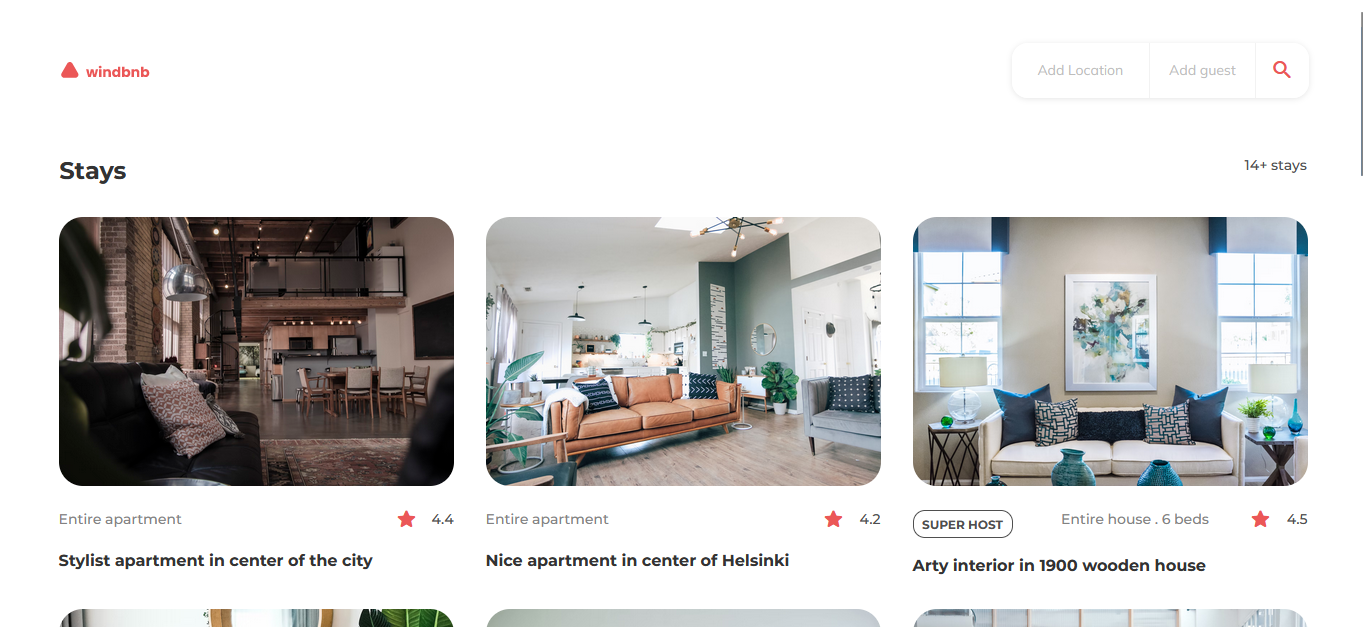 windbnb
Add Location
Add guest
Stays
14+ stays
Entire apartment
4.4
Stylist apartment in center of the city
Entire apartment
4.2
Nice apartment in center of Helsinki
SUPER HOST
Entire house . 6 beds
4.5
Arty interior in 1900 wooden house